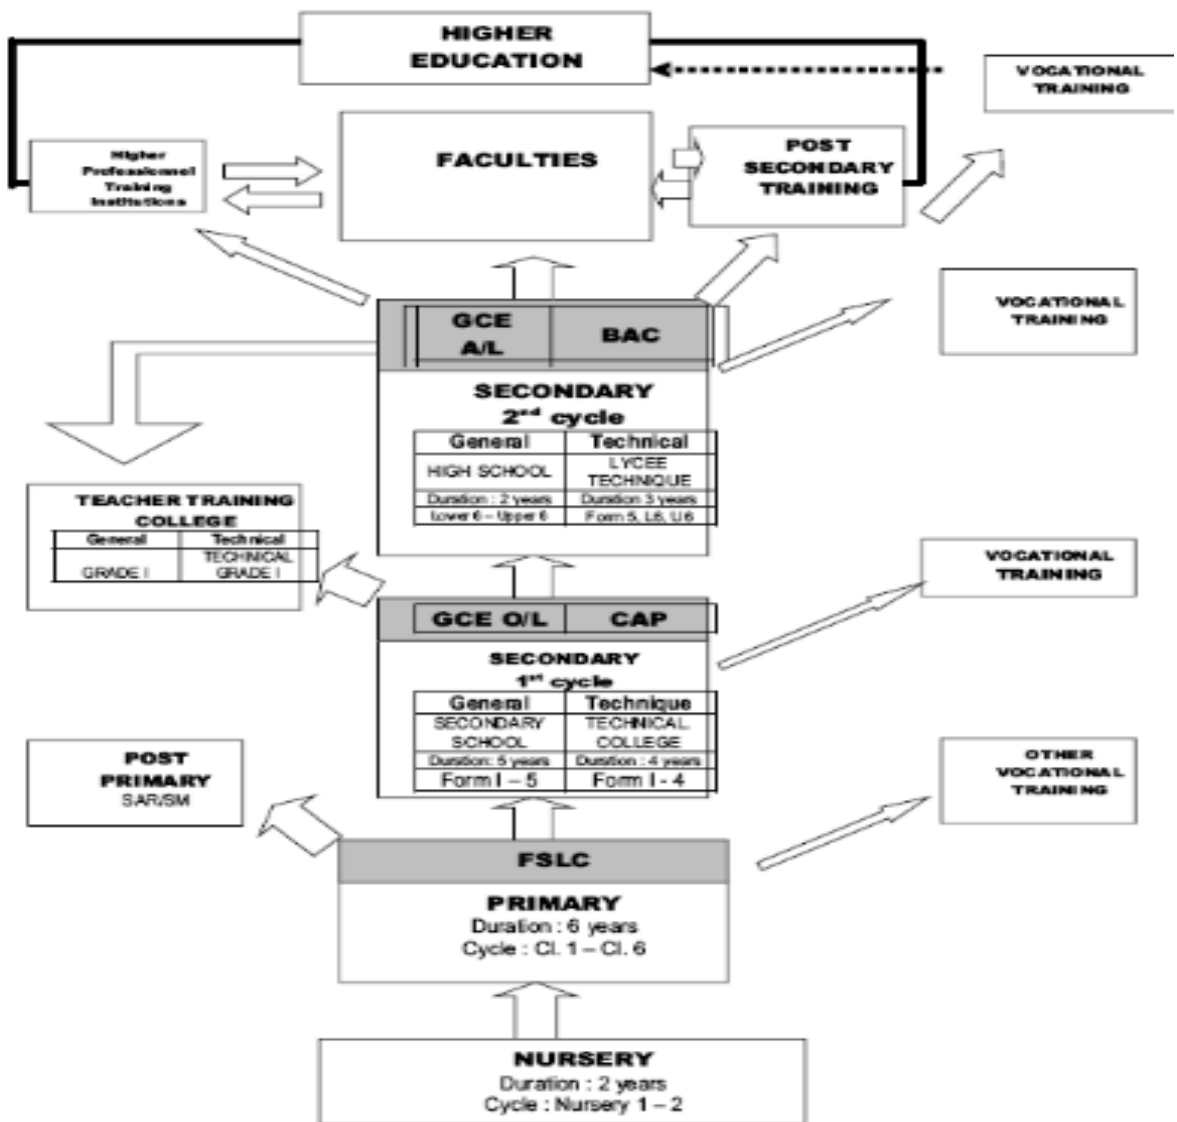 HIGHER
EDUCATION
VOCATIONAL
TRAINING
Higher
Professionnel
Training
Institutions
FACULTIES
POST
SECONDARY
TRAINING
VOCATIONAL
TRAINING
GCE
A/L
BAC
SECONDARY
2nd cycle
General Technical
HIGH SCHOOL LYCEE
TECHNIQUE
Duration : 2 years Duration 3 years
Lower 6 – Upper 6 Form 5, L6, U6
TEACHER TRAINING
COLLEGE
General Technical
GRADE I TECHNICAL
GRADE I
VOCATIONAL
TRAINING
GCE O/L CAP
SECONDARY
1st cycle
General Technique
SECONDARY TECHNICAL
SCHOOL COLLEGE
Duration: 5 years Duration : 4 years
Form I – 5 Form I - 4
POST
PRIMARY
SAR/SM
OTHER
VOCATIONAL
TRAINING
FSLC
PRIMARY
Duration : 6 years
Cycle : Cl. 1 – Cl. 6
NURSERY
Duration : 2 years
Cycle : Nursery 1 – 2